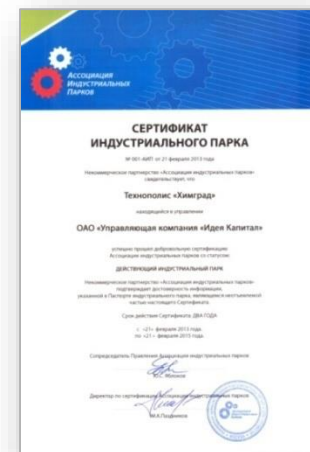 Ассоциация
Индустриальных
Парков
СЕРТИФИКАТ
ИНДУСТРИАЛЬНОГО ПАРКА
№ 001-АИП от 21 февраля 2013 года
Некоммерческое партнерство «Ассоциация индустриальных парков»
свидетельствует, что
Технополис «Химград»
находящийся в управлении
ОАО «Управляющая компания «Идея Капитал»
успешно прошел добровольную сертификацию
Ассоциации индустриальных парков со статусом
ДЕЙСТВУЮЩИЙ ИНДУСТРИАЛЬНЫЙ ПАРК
Некоммерческое партнерство «Ассоциация индустриальных парков»
подтверждает достоверность информации,
указанной в Паспорте индустриального парка, являющемся неотъемлемой
частью настоящего Сертификата.
Срок действия Сертификата: ДВА ГОДА
с «21» февраля 2013 года
по «21» февраля 2015 года.
Сопредседатель Правления Ассоциации индустриальных парков
Директор по сертификации Ассоциации индустриальных парков